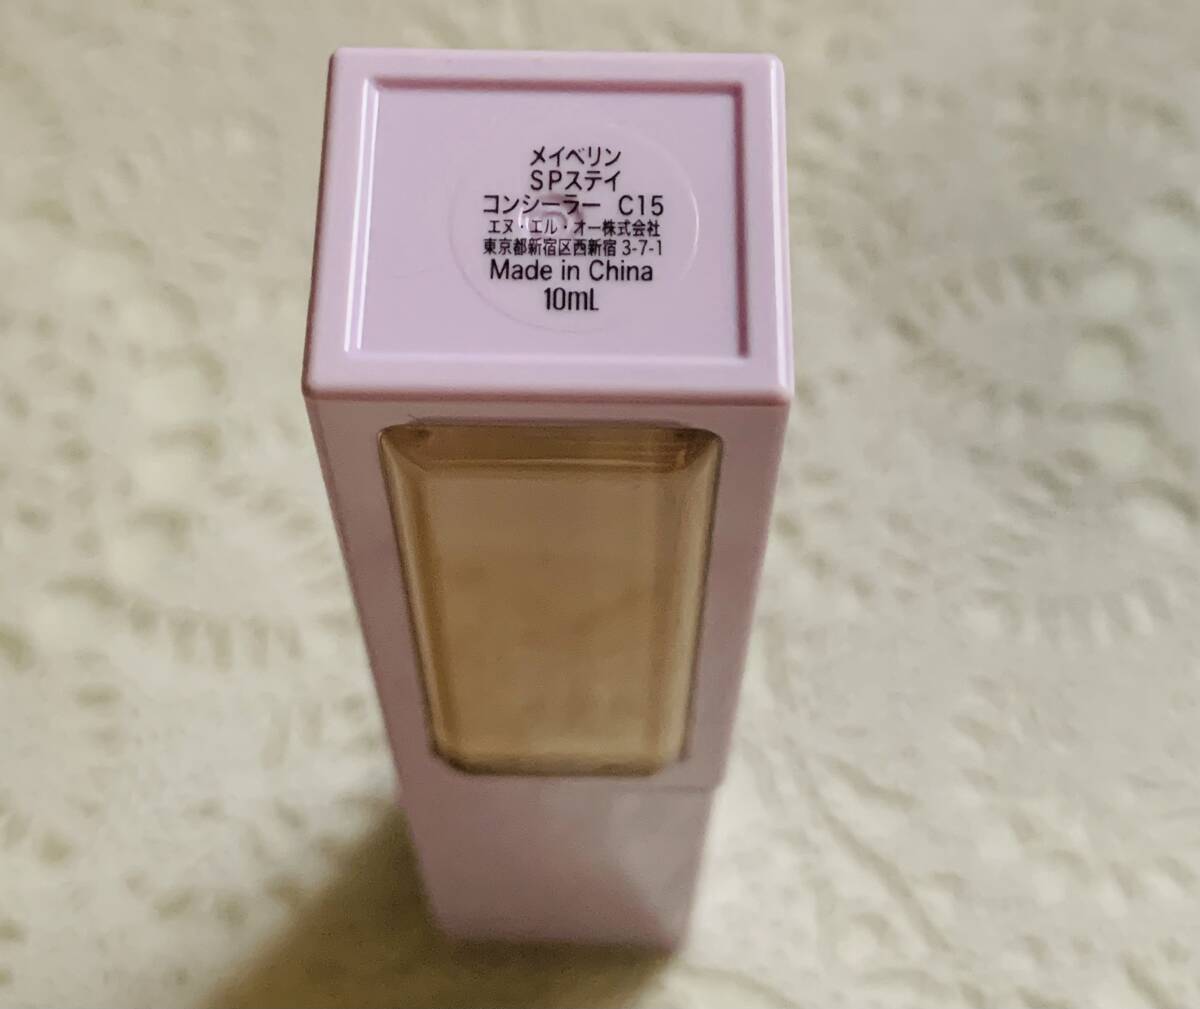 メイベリン
SPステイ
コンシーラー C15
エヌ・エル・オー株式会社
東京都新宿区西新宿 3-7-1
Made in China
10mL